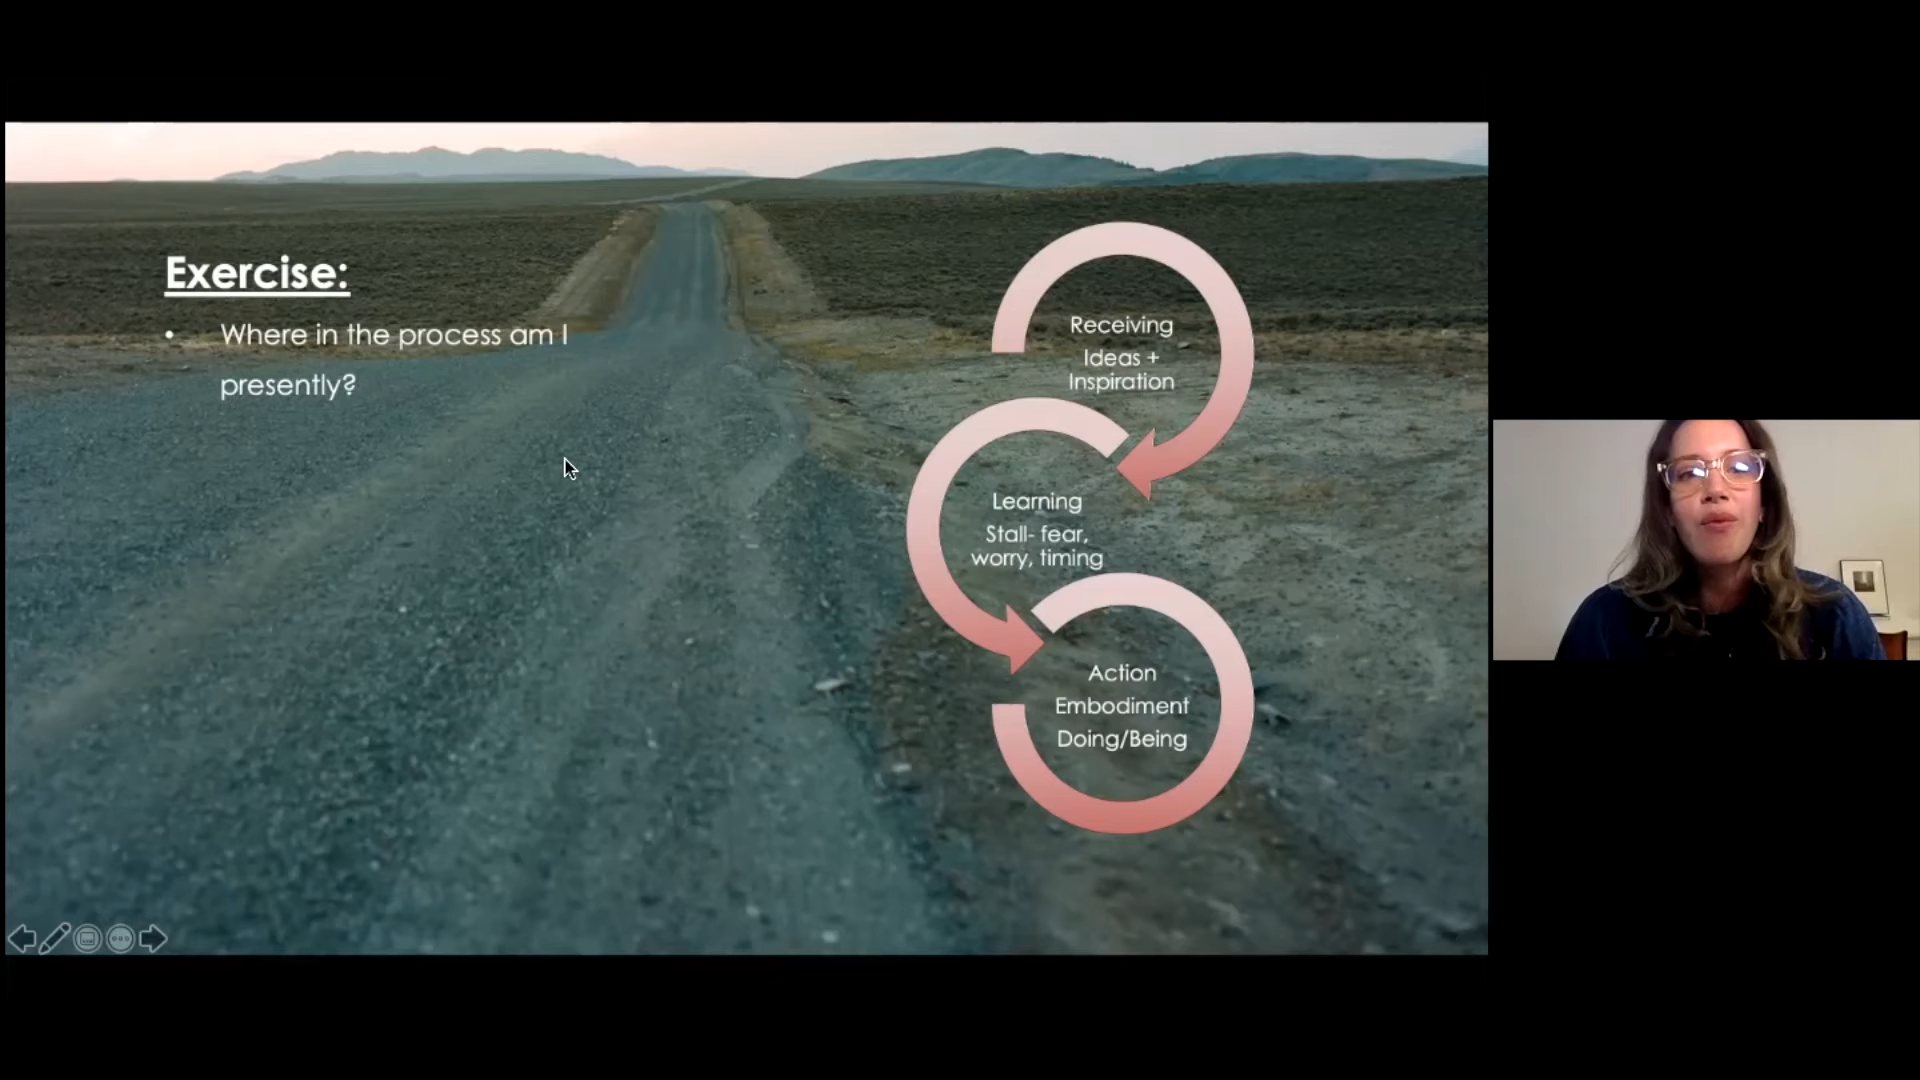 Exercise:
• Where in the process am I
presently?
Receiving
Ideas +
Inspiration
Learning
Stall- fear,
worry, timing
Action
Embodiment
Doing/Being